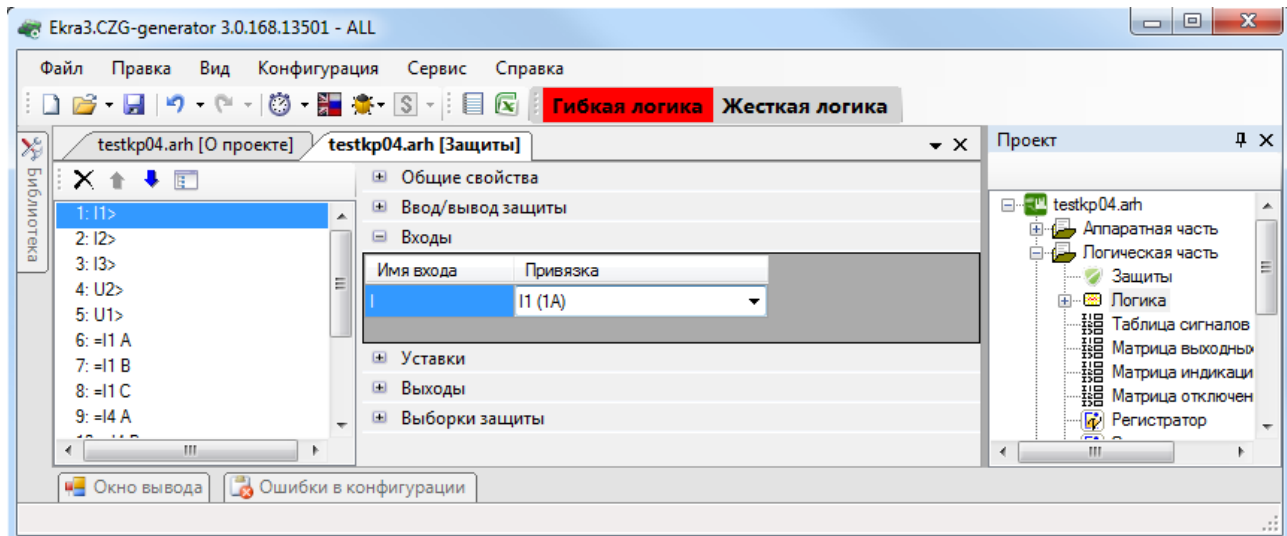 Ekra3.CZG-generator 3.0.168.13501 - ALL
Файл Правка Вид Конфигурация Сервис Справка
Гибкая логика Жесткая логика
Библиотека
testkp04.arh [О проекте] testkp04.arh [Защиты]
1: I1>
2: I2>
3: I3>
4: U2>
5: U1>
6: =I1 A
7: =I1 B
8: =I1 C
9: =I4 A
Общие свойства
Ввод/вывод защиты
Входы
Имя входа Привязка
I I1 (1А)
Уставки
Выходы
Выборки защиты
Проект
testkp04.arh
Аппаратная часть
Логическая часть
Защиты
Логика
Таблица сигналов
Матрица выходных
Матрица индикаци
Матрица отключен
Регистратор
Окно вывода Ошибки в конфигурации